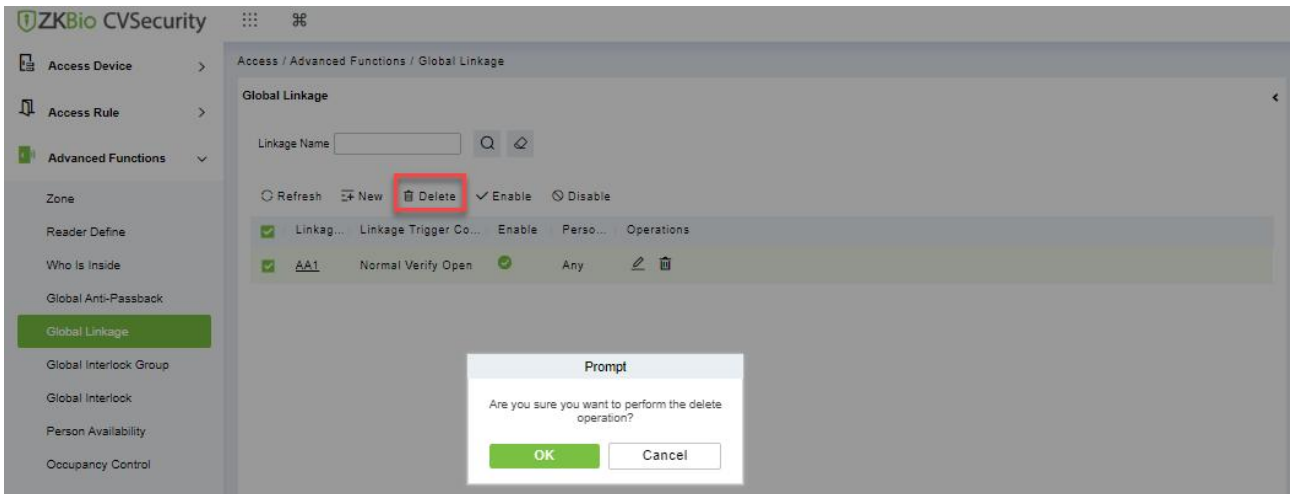 ZKBio CVSecurity
Access Device
Access Rule
Advanced Functions
Zone
Reader Define
Who Is Inside
Global Anti-Passback
Global Linkage
Global Interlock Group
Global Interlock
Person Availability
Occupancy Control
Access / Advanced Functions / Global Linkage
Global Linkage
Linkage Name
Refresh New Delete Enable Disable
Linkag... Linkage Trigger Co... Enable Perso... Operations
AA1 Normal Verify Open Any
Prompt
Are you sure you want to perform the delete
operation?
OK Cancel